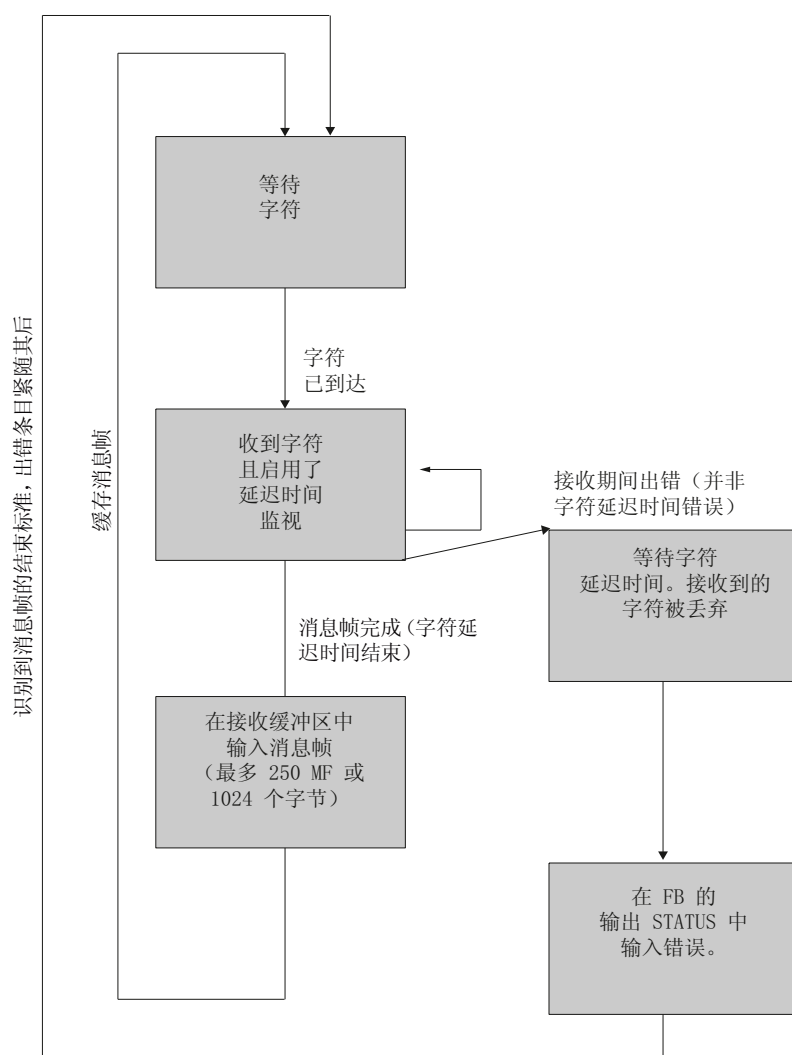 等待
字符
字符
已到达
收到字符
且启用了
延迟时间
监视
接收期间出错（并非
字符延迟时间错误）
等待字符
延迟时间。接收到的
字符被丢弃
消息帧完成（字符延
迟时间结束）
在接收缓冲区中
输入消息帧
（最多 250 MF 或
1024 个字节）
在 FB 的
输出 STATUS 中
输入错误。
缓存消息帧
识别到消息帧的结束标准，出错条目紧随其后